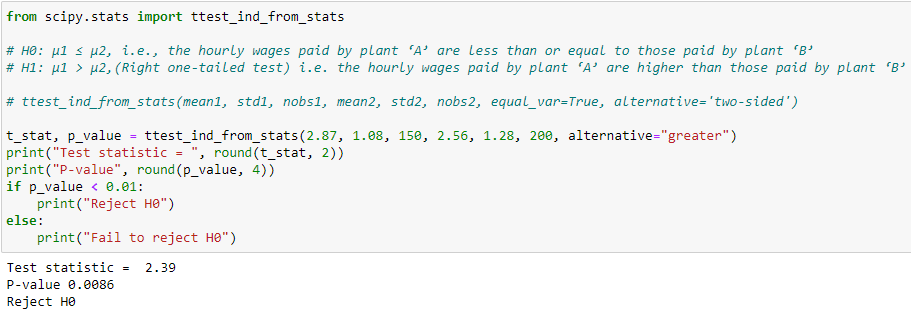 from scipy.stats import ttest_ind_from_stats
# H0: μ1 ≤ μ2, i.e., the hourly wages paid by plant ‘A’ are less than or equal to those paid by plant ‘B’
# H1: μ1 > μ2,(Right one-tailed test) i.e. the hourly wages paid by plant ‘A’ are higher than those paid by plant ‘B’
# ttest_ind_from_stats(mean1, std1, nobs1, mean2, std2, nobs2, equal_var=True, alternative='two-sided')
t_stat, p_value = ttest_ind_from_stats(2.87, 1.08, 150, 2.56, 1.28, 200, alternative="greater")
print("Test statistic = ", round(t_stat, 2))
print("P-value", round(p_value, 4))
if p_value < 0.01:
    print("Reject H0")
else:
    print("Fail to reject H0")
Test statistic =  2.39
P-value 0.0086
Reject H0